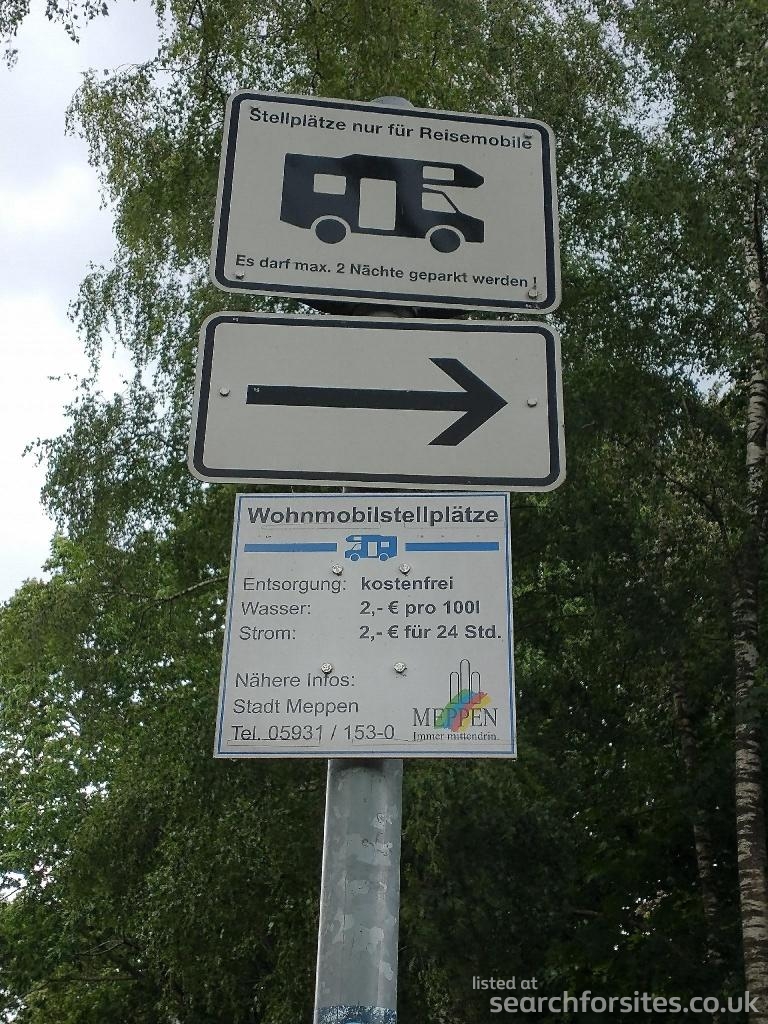 Stellplätze nur für Reisemobile
Es darf max. 2 Nächte geparkt werden !
Wohnmobilstellplätze
Entsorgung: kostenfrei
Wasser: 2,- € pro 100l
Strom: 2,- € für 24 Std.
Nähere Infos:
Stadt Meppen
Tel. 05931 / 153-0
MEPPEN
Immer mittendrin.
listed at
searchforsites.co.uk